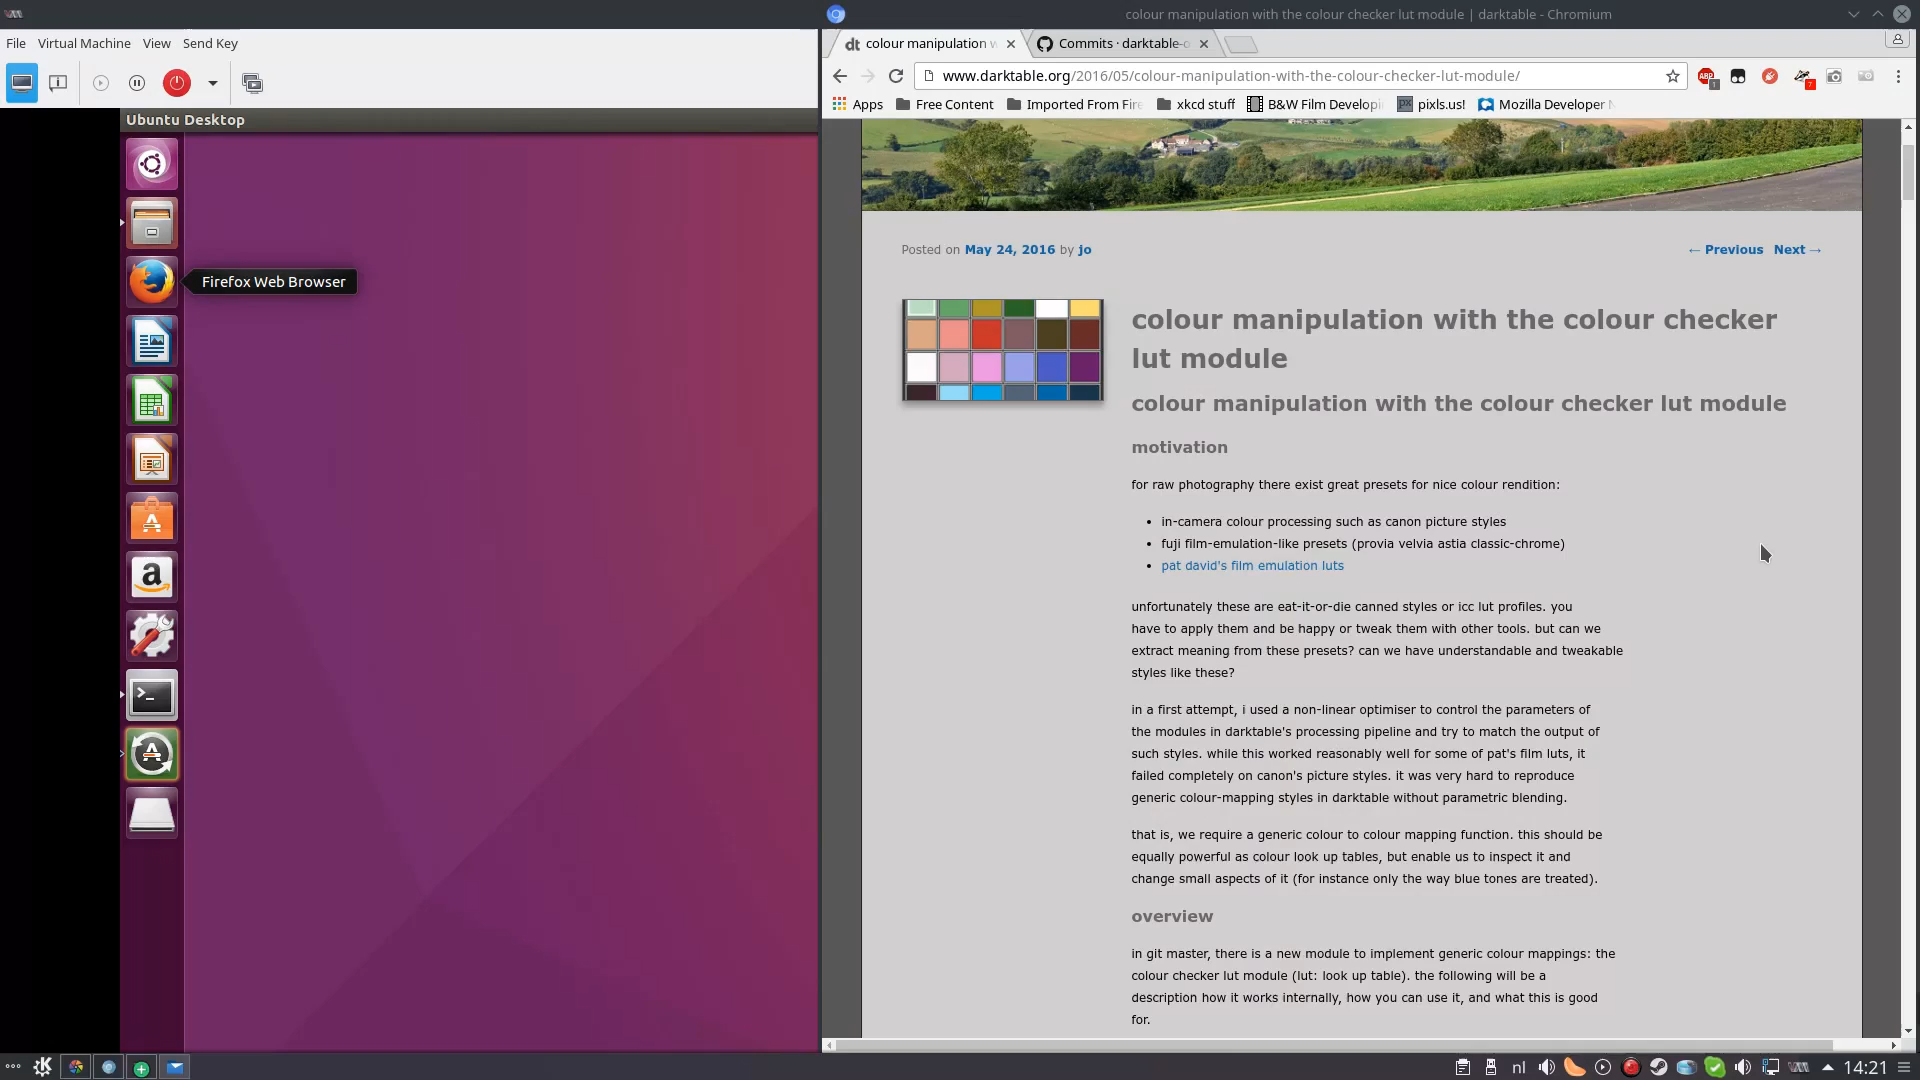 colour manipulation with the colour checker lut module | darktable - Chromium
File Virtual Machine View Send Key
Ubuntu Desktop
Firefox Web Browser
dt colour manipulation w
Commits · darktable-o
www.darktable.org/2016/05/colour-manipulation-with-the-colour-checker-lut-module/
ABP 1 7
Apps Free Content Imported From Fire xkcd stuff B&W Film Developi px pixls.us! Mozilla Developer N
Posted on May 24, 2016 by jo
← Previous Next →
colour manipulation with the colour checker
lut module
colour manipulation with the colour checker lut module
motivation
for raw photography there exist great presets for nice colour rendition:
• in-camera colour processing such as canon picture styles
• fuji film-emulation-like presets (provia velvia astia classic-chrome)
• pat david's film emulation luts
unfortunately these are eat-it-or-die canned styles or icc lut profiles. you
have to apply them and be happy or tweak them with other tools. but can we
extract meaning from these presets? can we have understandable and tweakable
styles like these?
in a first attempt, i used a non-linear optimiser to control the parameters of
the modules in darktable's processing pipeline and try to match the output of
such styles. while this worked reasonably well for some of pat's film luts, it
failed completely on canon's picture styles. it was very hard to reproduce
generic colour-mapping styles in darktable without parametric blending.
that is, we require a generic colour to colour mapping function. this should be
equally powerful as colour look up tables, but enable us to inspect it and
change small aspects of it (for instance only the way blue tones are treated).
overview
in git master, there is a new module to implement generic colour mappings: the
colour checker lut module (lut: look up table). the following will be a
description how it works internally, how you can use it, and what this is good
for.
nl 14:21